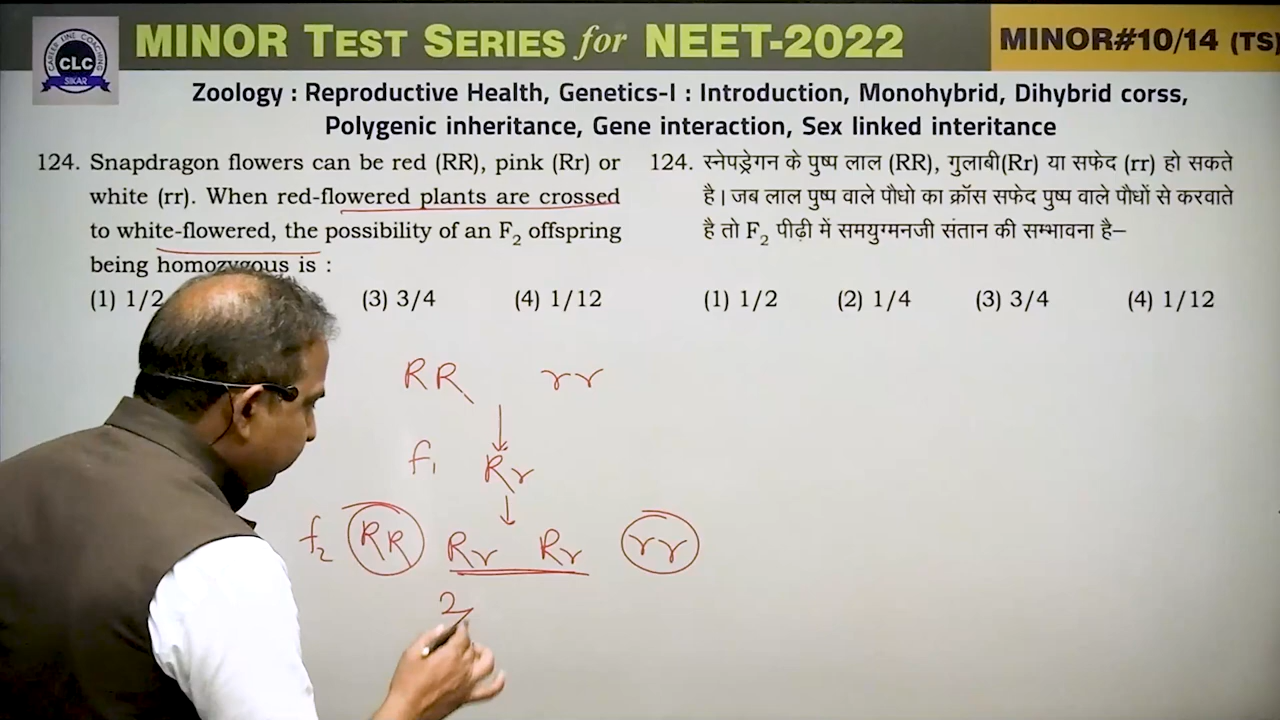 MINOR TEST SERIES for NEET-2022
MINOR#10/14 (TS)
CAREER LINE COACHING
CLC
SIKAR
Zoology : Reproductive Health, Genetics-I : Introduction, Monohybrid, Dihybrid corss,
Polygenic inheritance, Gene interaction, Sex linked interitance
124. Snapdragon flowers can be red (RR), pink (Rr) or
white (rr). When red-flowered plants are crossed
to white-flowered, the possibility of an F₂ offspring
being homozygous is :
(1) 1/2 (3) 3/4 (4) 1/12
124. स्नेपड्रेगन के पुष्प लाल (RR), गुलाबी(Rr) या सफेद (rr) हो सकते
है। जब लाल पुष्प वाले पौधो का क्रॉस सफेद पुष्प वाले पौधों से करवाते
है तो F₂ पीढ़ी में समयुग्मनजी संतान की सम्भावना है–
(1) 1/2 (2) 1/4 (3) 3/4 (4) 1/12
RR rr
f₁ Rr
f₂ RR Rr Rr rr
2/